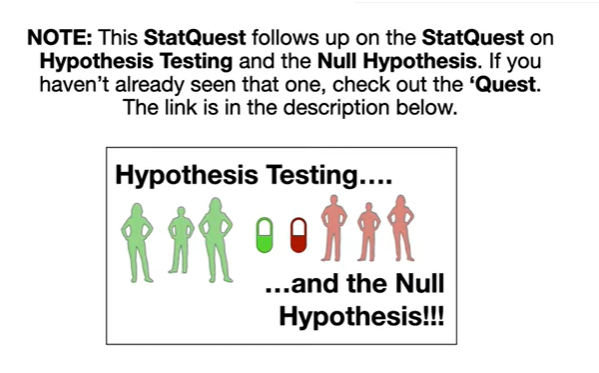 NOTE: This StatQuest follows up on the StatQuest on
Hypothesis Testing and the Null Hypothesis. If you
haven’t already seen that one, check out the ‘Quest.
The link is in the description below.
Hypothesis Testing….
…and the Null
Hypothesis!!!